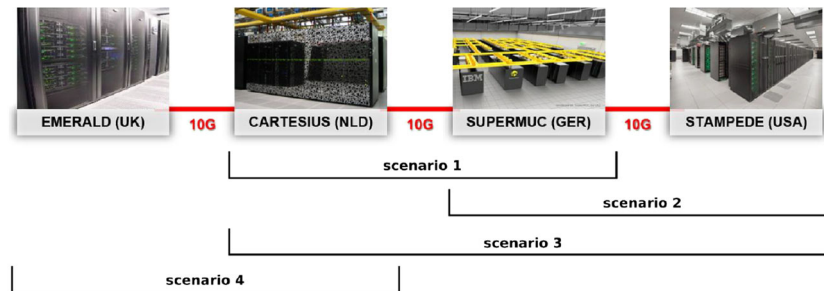 IBM
EMERALD (UK) 10G CARTESIUS (NLD) 10G SUPERMUC (GER) 10G STAMPEDE (USA)
scenario 1
scenario 2
scenario 3
scenario 4